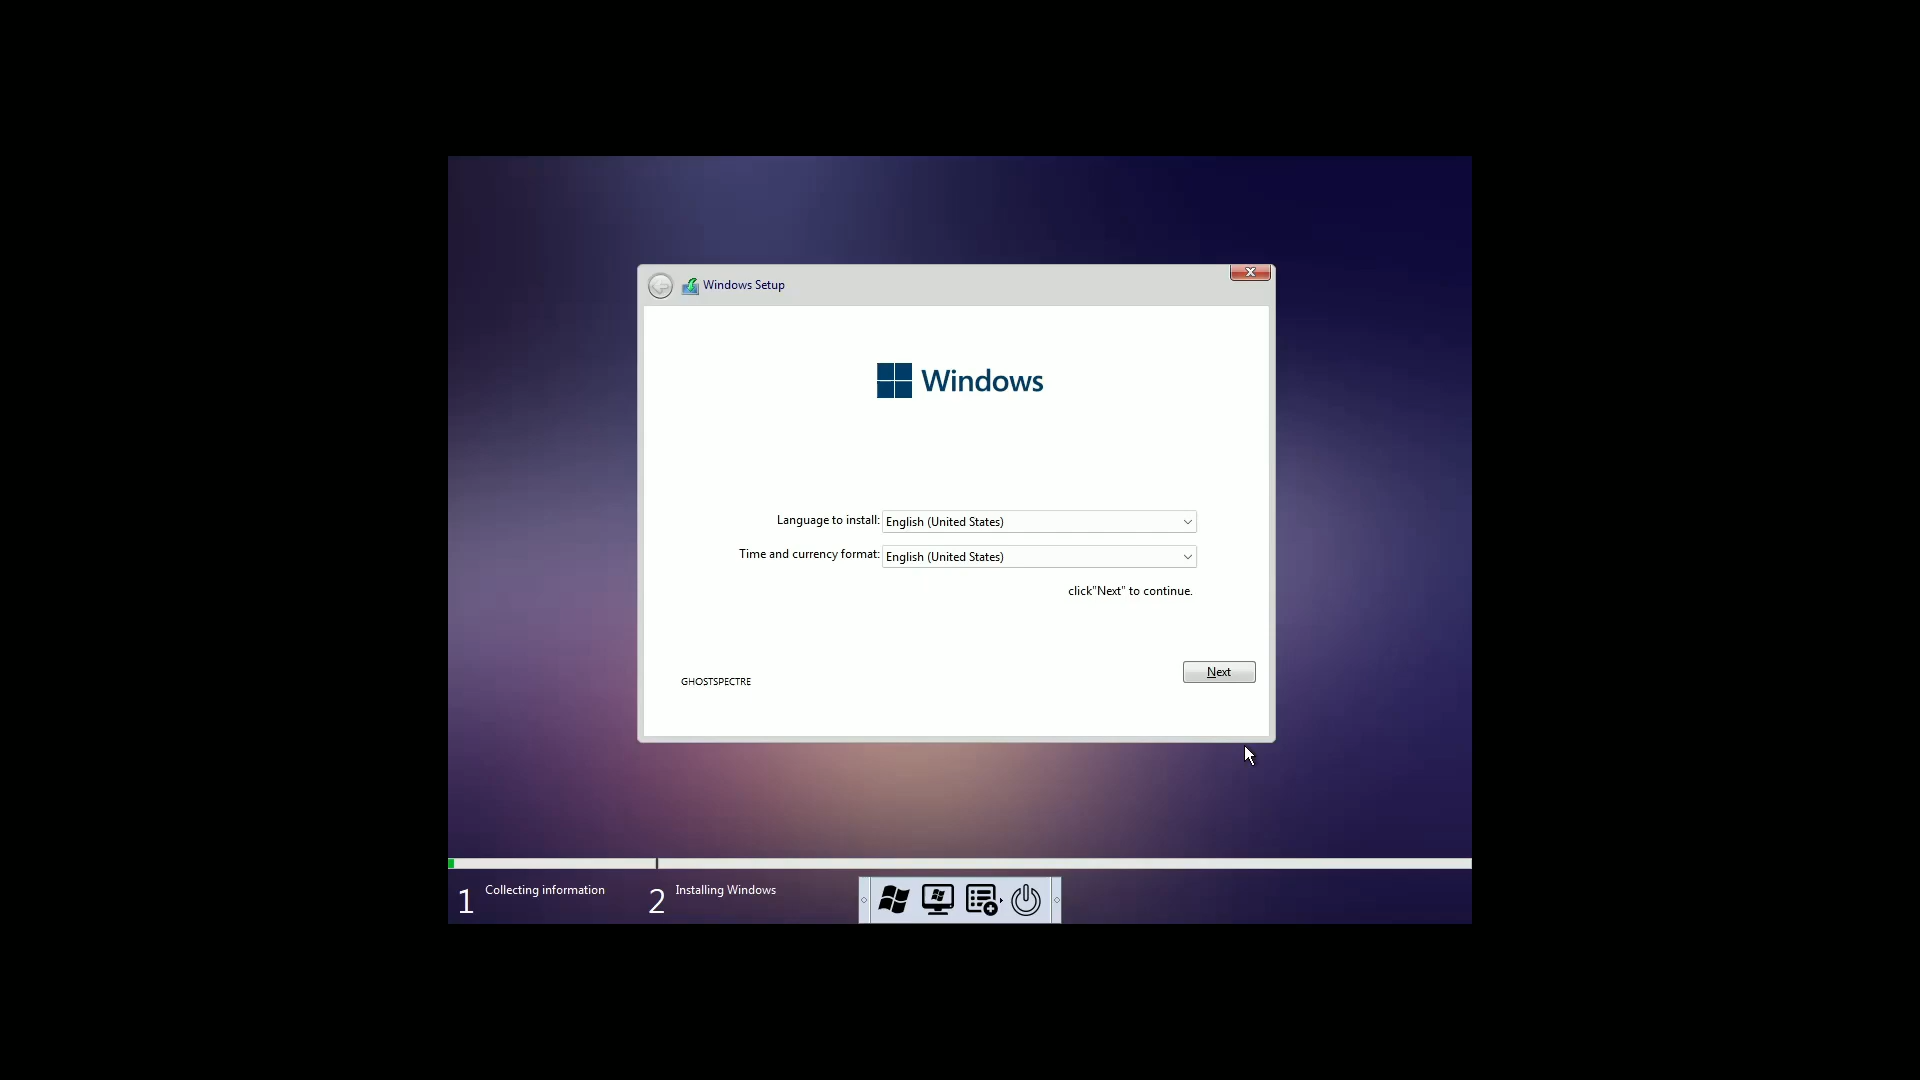 Windows Setup
Windows
Language to install: English (United States)
Time and currency format: English (United States)
click"Next" to continue.
Next
GHOSTSPECTRE
1 Collecting information 2 Installing Windows